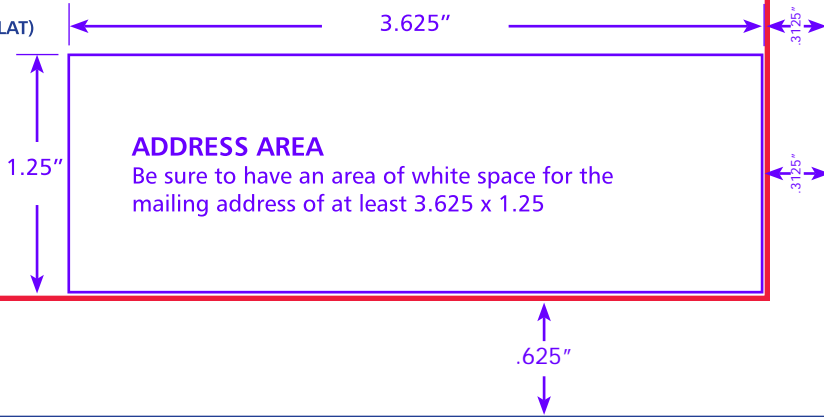 LAT)
3.625”
.3125”
ADDRESS AREA
1.25”
Be sure to have an area of white space for the
.3125”
mailing address of at least 3.625 x 1.25
.625”